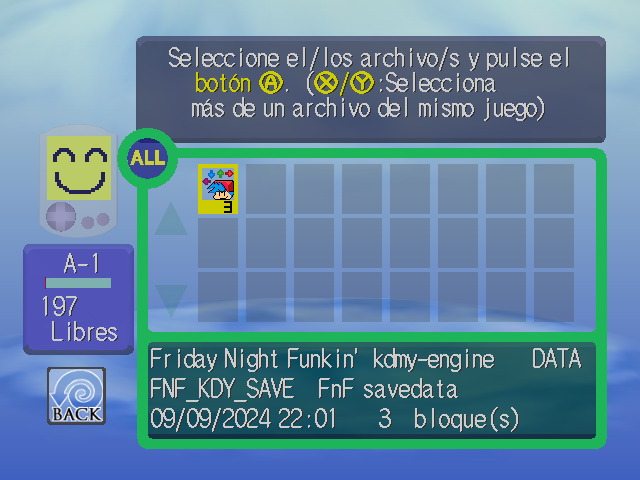 Seleccione el/los archivo/s y pulse el
botón Ⓐ. (Ⓧ/Ⓨ:Selecciona
más de un archivo del mismo juego)
ALL
3
A-1
197
Libres
BACK
Friday Night Funkin' kdmy-engine DATA
FNF_KDY_SAVE FnF savedata
09/09/2024 22:01 3 bloque(s)